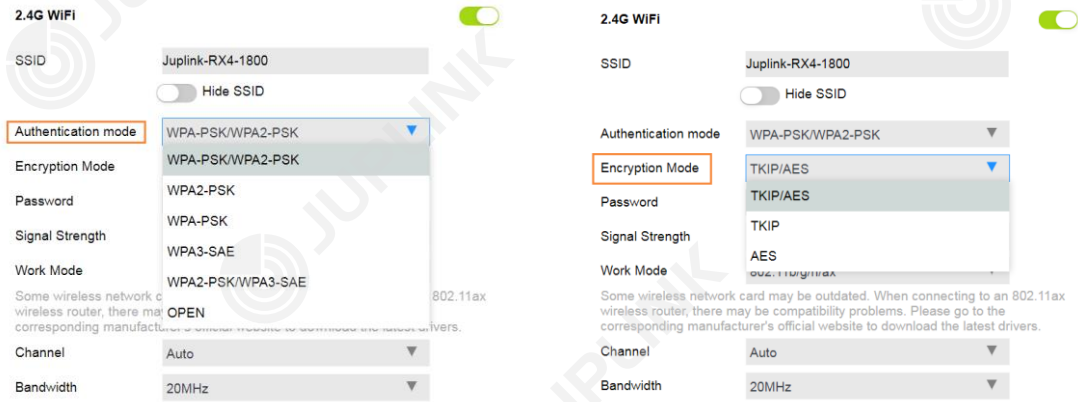 2.4G WiFi
SSID
Juplink-RX4-1800
Hide SSID
Authentication mode
WPA-PSK/WPA2-PSK
WPA-PSK/WPA2-PSK
Encryption Mode
WPA2-PSK
Password
WPA-PSK
Signal Strength
WPA3-SAE
Work Mode
WPA2-PSK/WPA3-SAE
Some wireless network c 802.11ax
wireless router, there may
OPEN
corresponding manufacturer's official website to download the latest drivers.
Channel
Auto
Bandwidth
20MHz
2.4G WiFi
SSID
Juplink-RX4-1800
Hide SSID
Authentication mode
WPA-PSK/WPA2-PSK
Encryption Mode
TKIP/AES
TKIP/AES
Password
TKIP
Signal Strength
AES
Work Mode
802.11b/g/n/ax
Some wireless network card may be outdated. When connecting to an 802.11ax
wireless router, there may be compatibility problems. Please go to the
corresponding manufacturer's official website to download the latest drivers.
Channel
Auto
Bandwidth
20MHz
JUPLINK
JUPLINK
JUPLINK